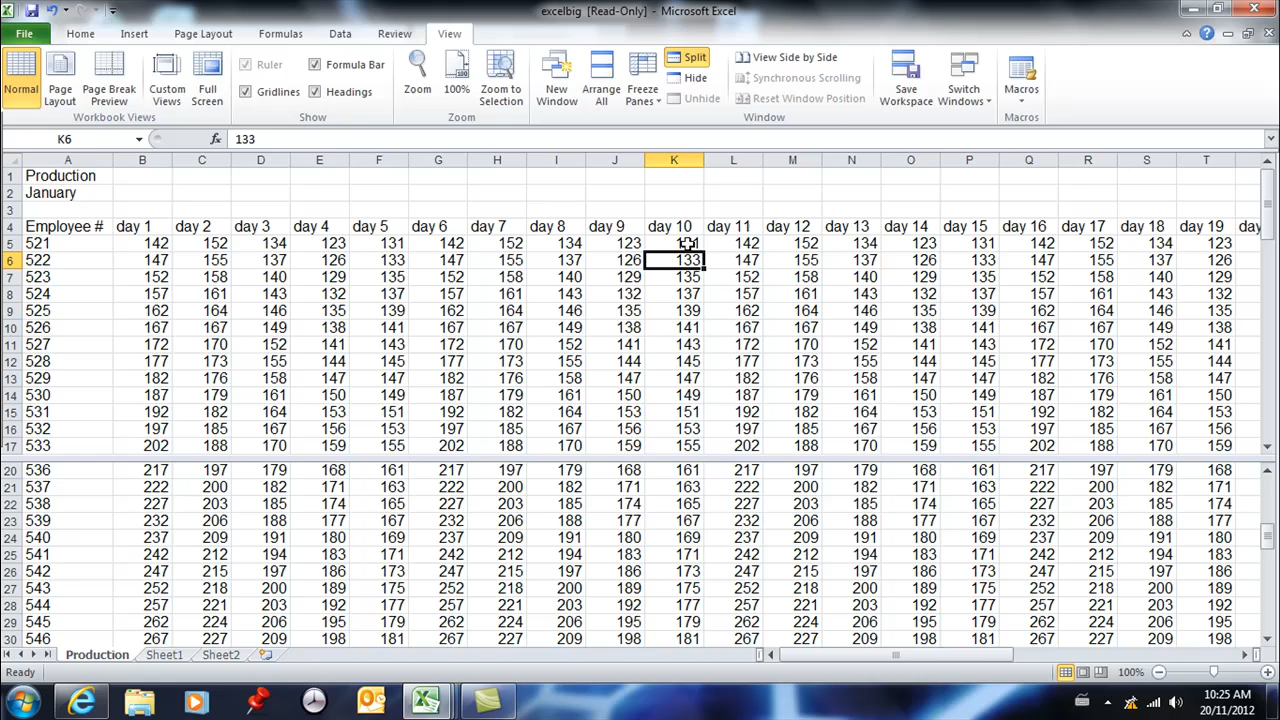 excelbig [Read-Only] - Microsoft Excel
File Home Insert Page Layout Formulas Data Review View
Normal Page Layout Page Break Preview Custom Views Full Screen
Workbook Views
Ruler Formula Bar
Gridlines Headings
Show
Zoom 100% Zoom to Selection
Zoom
New Window Arrange All Freeze Panes
Split
Hide
Unhide
View Side by Side
Synchronous Scrolling
Reset Window Position
Window
Save Workspace Switch Windows
Macros
Macros
K6 fx 133
A B C D E F G H I J K L M N O P Q R S T
1 Production
2 January
3
4 Employee # day 1 day 2 day 3 day 4 day 5 day 6 day 7 day 8 day 9 day 10 day 11 day 12 day 13 day 14 day 15 day 16 day 17 day 18 day 19 day
5 521 142 152 134 123 131 142 152 134 123 142 152 134 123 131 142 152 134 123
6 522 147 155 137 126 133 147 155 137 126 133 147 155 137 126 133 147 155 137 126
7 523 152 158 140 129 135 152 158 140 129 135 152 158 140 129 135 152 158 140 129
8 524 157 161 143 132 137 157 161 143 132 137 157 161 143 132 137 157 161 143 132
9 525 162 164 146 135 139 162 164 146 135 139 162 164 146 135 139 162 164 146 135
10 526 167 167 149 138 141 167 167 149 138 141 167 167 149 138 141 167 167 149 138
11 527 172 170 152 141 143 172 170 152 141 143 172 170 152 141 143 172 170 152 141
12 528 177 173 155 144 145 177 173 155 144 145 177 173 155 144 145 177 173 155 144
13 529 182 176 158 147 147 182 176 158 147 147 182 176 158 147 147 182 176 158 147
14 530 187 179 161 150 149 187 179 161 150 149 187 179 161 150 149 187 179 161 150
15 531 192 182 164 153 151 192 182 164 153 151 192 182 164 153 151 192 182 164 153
16 532 197 185 167 156 153 197 185 167 156 153 197 185 167 156 153 197 185 167 156
17 533 202 188 170 159 155 202 188 170 159 155 202 188 170 159 155 202 188 170 159
20 536 217 197 179 168 161 217 197 179 168 161 217 197 179 168 161 217 197 179 168
21 537 222 200 182 171 163 222 200 182 171 163 222 200 182 171 163 222 200 182 171
22 538 227 203 185 174 165 227 203 185 174 165 227 203 185 174 165 227 203 185 174
23 539 232 206 188 177 167 232 206 188 177 167 232 206 188 177 167 232 206 188 177
24 540 237 209 191 180 169 237 209 191 180 169 237 209 191 180 169 237 209 191 180
25 541 242 212 194 183 171 242 212 194 183 171 242 212 194 183 171 242 212 194 183
26 542 247 215 197 186 173 247 215 197 186 173 247 215 197 186 173 247 215 197 186
27 543 252 218 200 189 175 252 218 200 189 175 252 218 200 189 175 252 218 200 189
28 544 257 221 203 192 177 257 221 203 192 177 257 221 203 192 177 257 221 203 192
29 545 262 224 206 195 179 262 224 206 195 179 262 224 206 195 179 262 224 206 195
30 546 267 227 209 198 181 267 227 209 198 181 267 227 209 198 181 267 227 209 198
Production Sheet1 Sheet2
Ready 100%
10:25 AM
20/11/2012